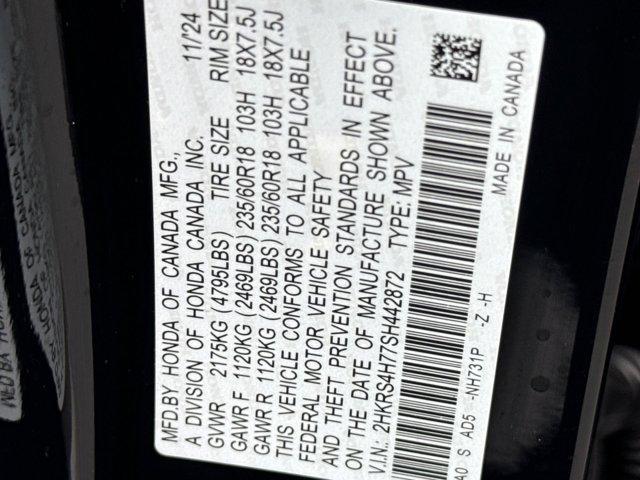 MFD.BY HONDA OF CANADA MFG.,
A DIVISION OF HONDA CANADA INC. 11/24
GVWR 2175KG (4795LBS) TIRE SIZE RIM SIZE
GAWR F 1120KG (2469LBS) 235/60R18 103H 18X7.5J
GAWR R 1120KG (2469LBS) 235/60R18 103H 18X7.5J
THIS VEHICLE CONFORMS TO ALL APPLICABLE
FEDERAL MOTOR VEHICLE SAFETY
AND THEFT PREVENTION STANDARDS IN EFFECT
ON THE DATE OF MANUFACTURE SHOWN ABOVE.
V.I.N.: 2HKRS4H77SH442872 TYPE: MPV
A0 S AD5 -NH731P -Z -H MADE IN CANADA